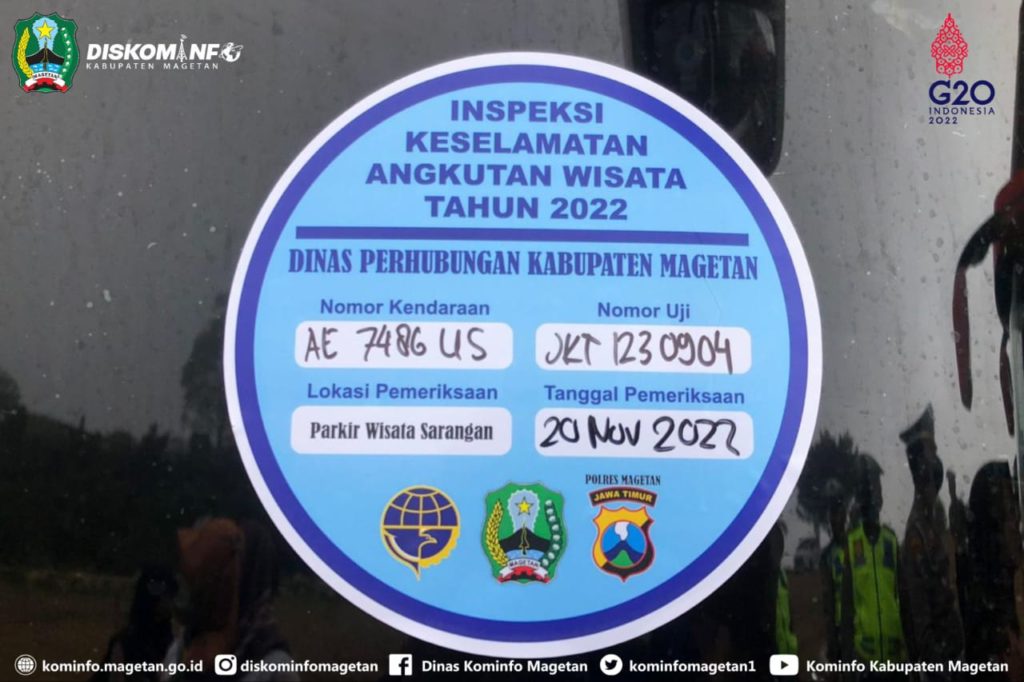 DISKOMINFO
KABUPATEN MAGETAN
G20
INDONESIA
2022
INSPEKSI
KESELAMATAN
ANGKUTAN WISATA
TAHUN 2022
DINAS PERHUBUNGAN KABUPATEN MAGETAN
Nomor Kendaraan
AE 7486 US
Nomor Uji
JKT 1230904
Lokasi Pemeriksaan
Parkir Wisata Sarangan
Tanggal Pemeriksaan
20 Nov 2022
MAGETAN
POLRES MAGETAN
JAWA TIMUR
MAGETAN
kominfo.magetan.go.id
diskominfomagetan
Dinas Kominfo Magetan
kominfomagetan1
Kominfo Kabupaten Magetan